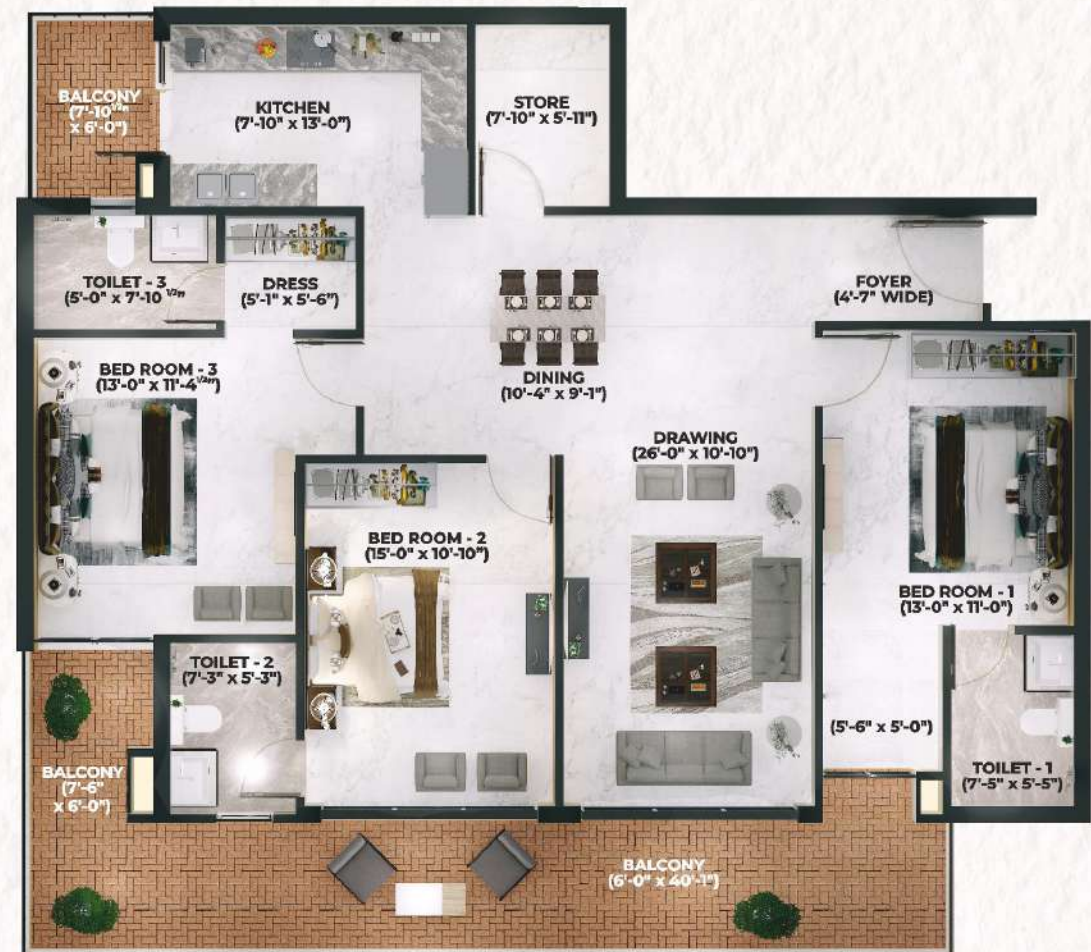 BALCONY
(7'-10 1/2"
x 6'-0")
KITCHEN
(7'-10" x 13'-0")
STORE
(7'-10" x 5'-11")
TOILET - 3
(5'-0" x 7'-10 1/2"
DRESS
(5'-1" x 5'-6")
FOYER
(4'-7" WIDE)
BED ROOM - 3
(13'-0" x 11'-4 1/2")
DINING
(10'-4" x 9'-1")
DRAWING
(26'-0" x 10'-10")
BED ROOM - 2
(15'-0" x 10'-10")
BED ROOM - 1
(13'-0" x 11'-0")
TOILET - 2
(7'-3" x 5'-3")
(5'-6" x 5'-0")
TOILET - 1
(7'-5" x 5'-5")
BALCONY
(7'-6"
x 6'-0")
BALCONY
(6'-0" x 40'-1")